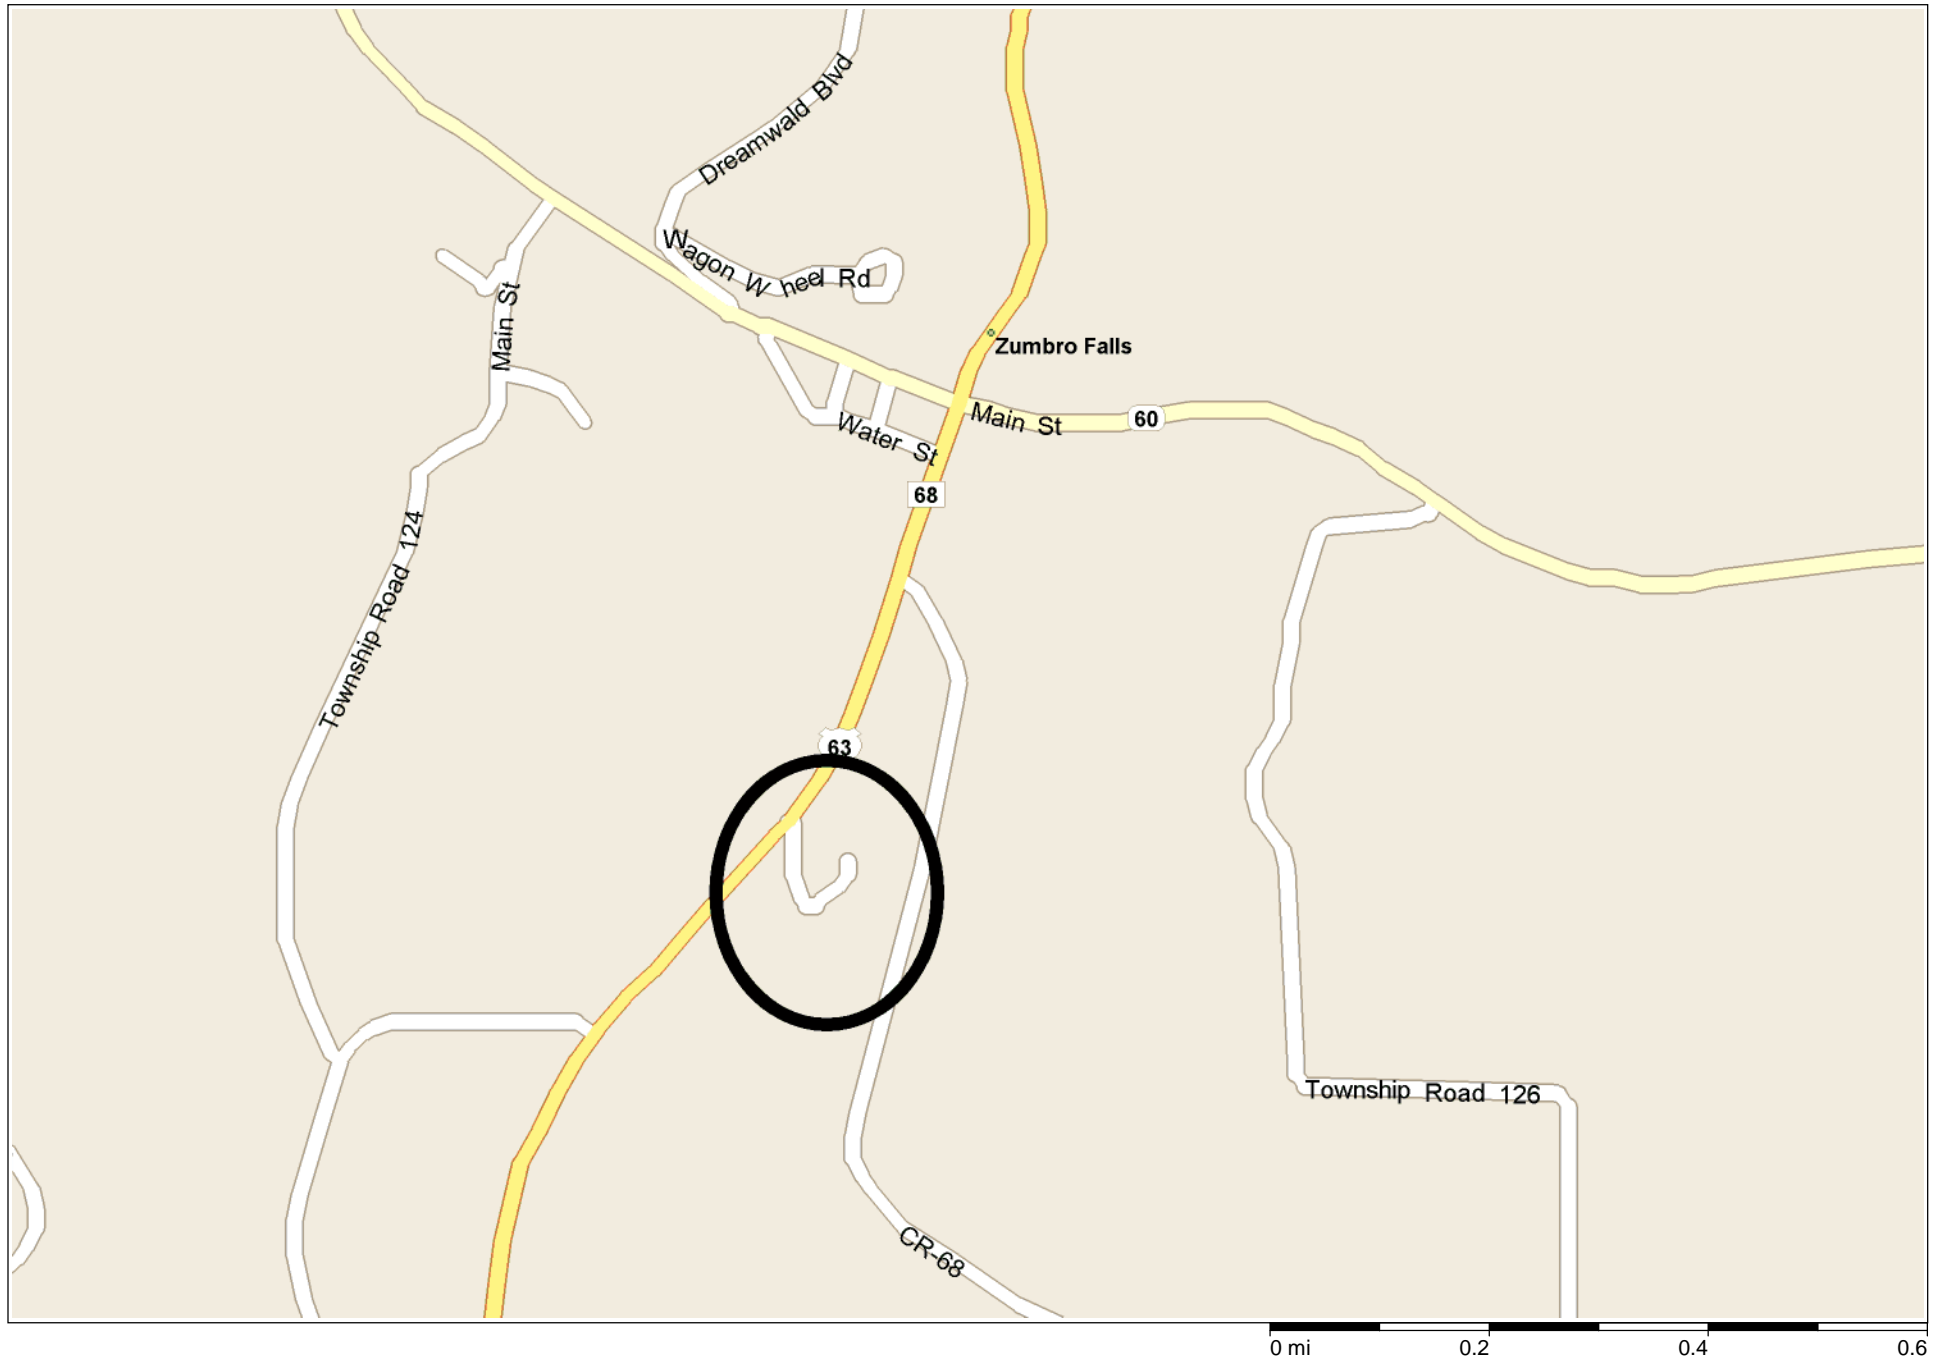 Dreamwald Blvd
Wagon Wheel Rd
Main St
Zumbro Falls
Main St
60
Water St
68
Township Road 124
63
Township Road 126
CR-68
0 mi 0.2 0.4 0.6